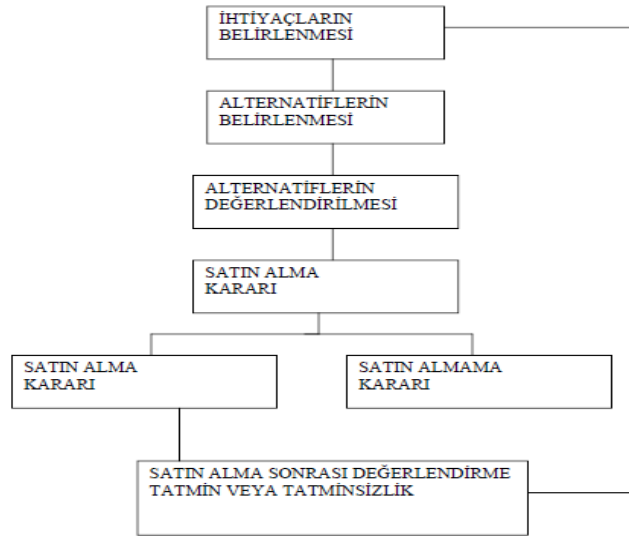 İHTİYAÇLARIN
BELİRLENMESİ
ALTERNATİFLERİN
BELİRLENMESİ
ALTERNATİFLERİN
DEĞERLENDİRİLMESİ
SATIN ALMA
KARARI
SATIN ALMA
KARARI
SATIN ALMAMA
KARARI
SATIN ALMA SONRASI DEĞERLENDİRME
TATMİN VEYA TATMİNSİZLİK